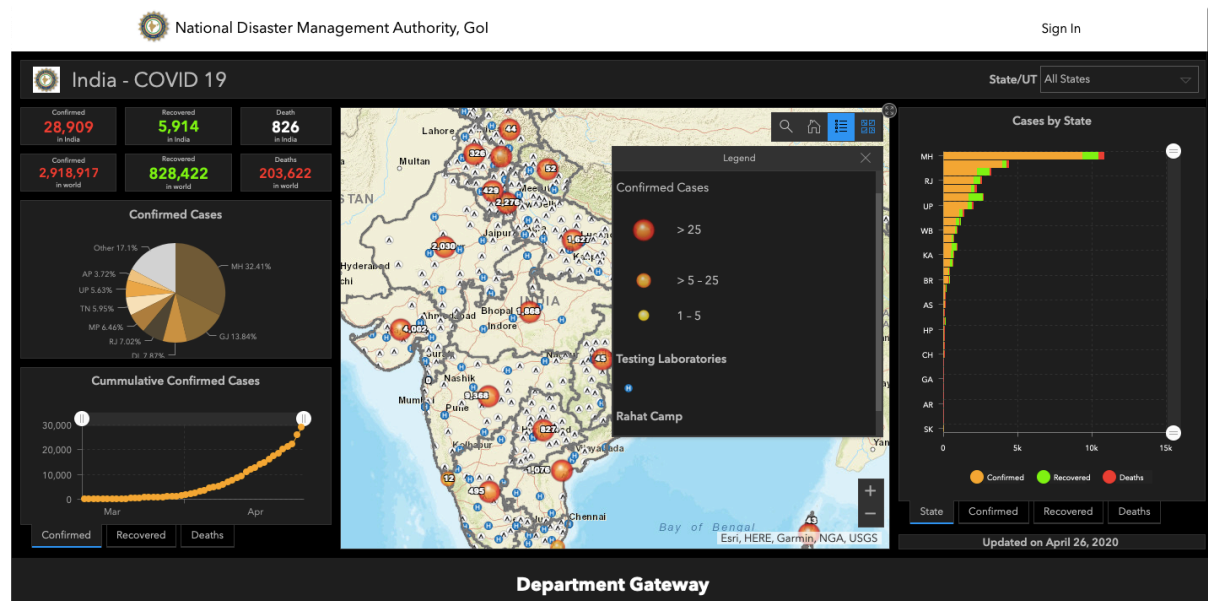 National Disaster Management Authority, GoI
Sign In
India - COVID 19
State/UT All States
Confirmed
28,909
in India
Recovered
5,914
in India
Death
826
in India
Confirmed
2,918,917
in world
Recovered
828,422
in world
Deaths
203,622
in world
Confirmed Cases
Other 17.1%
AP 3.72%
UP 5.63%
TN 5.95%
MP 6.46%
RJ 7.02%
DL 7.87%
GJ 13.84%
MH 32.41%
Cummulative Confirmed Cases
30,000
20,000
10,000
0
Mar
Apr
Confirmed
Recovered
Deaths
Lahore
44
326
Multan
52
429
2,276
STAN
Jaipur
2,030
1,627
Hyderabad
INDIA
Bhopal
1,868
Indore
4,002
45
0
Nashik
9,368
Pune
827
Kolhapur
1,076
12
495
Chennai
43
Bay of Bengal
Esri, HERE, Garmin, NGA, USGS
Legend
Confirmed Cases
> 25
> 5 - 25
1 - 5
Testing Laboratories
H
Rahat Camp
+
−
Cases by State
MH
RJ
UP
WB
KA
BR
AS
HP
CH
GA
AR
SK
0
5k
10k
15k
Confirmed
Recovered
Deaths
State
Confirmed
Recovered
Deaths
Updated on April 26, 2020
Department Gateway